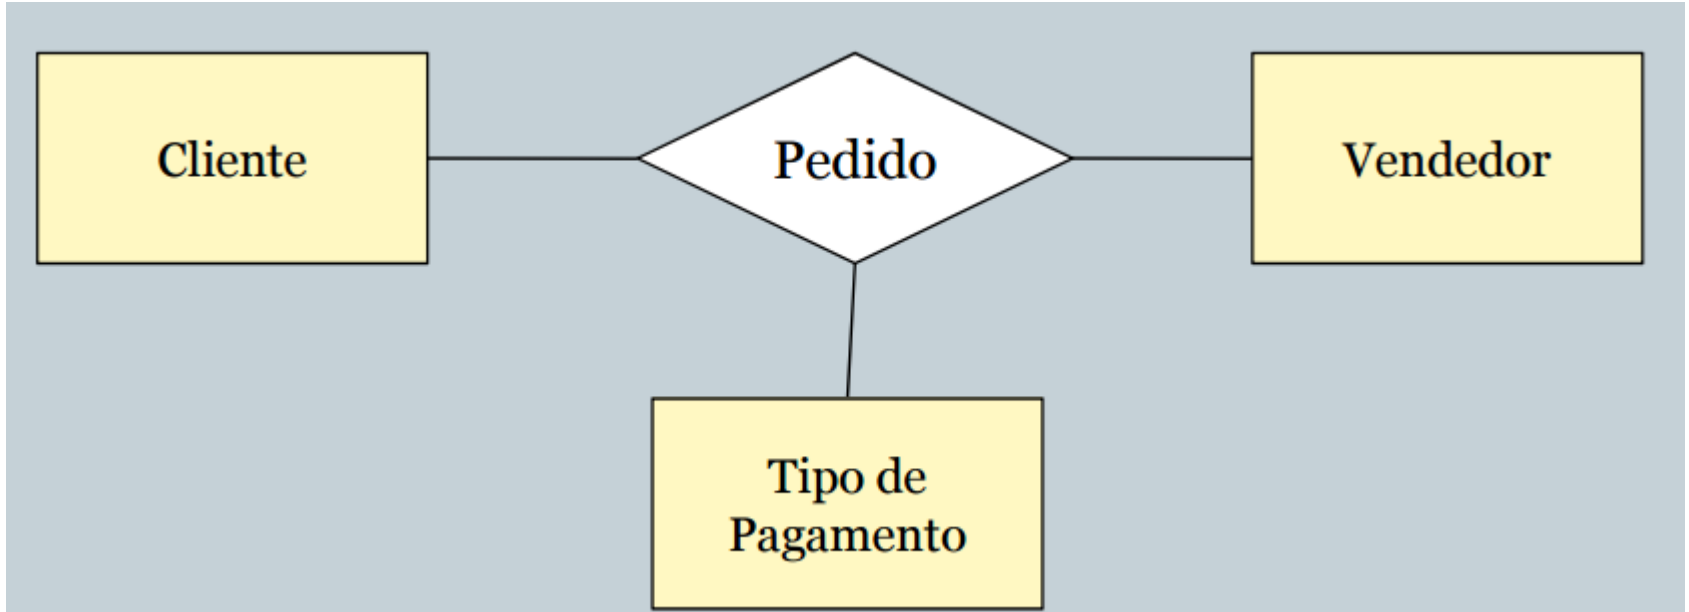 Cliente
Pedido
Vendedor
Tipo de
Pagamento